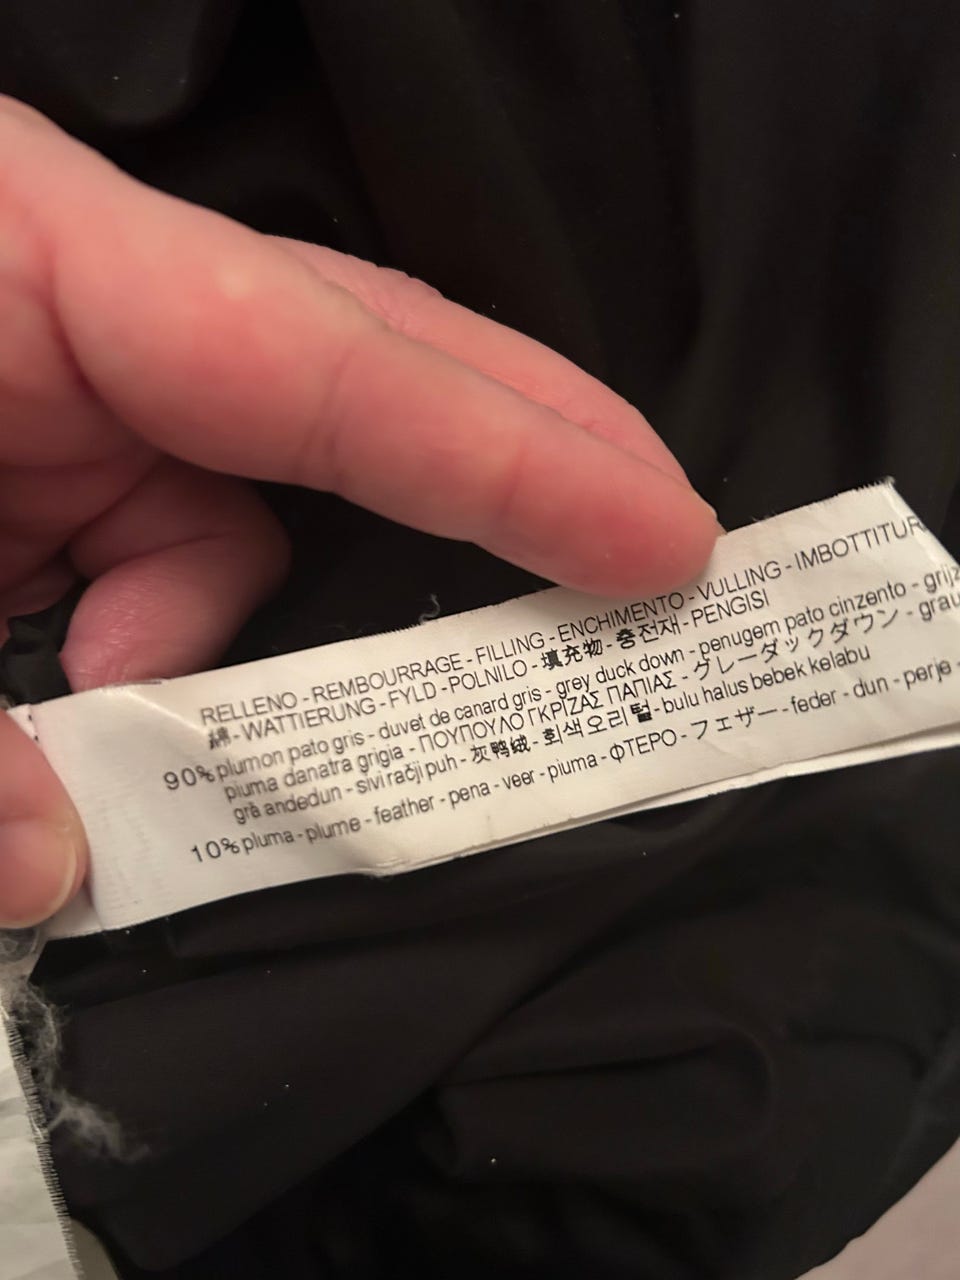 RELLENO - REMBOURRAGE - FILLING - ENCHIMENTO - VULLING - IMBOTTITUR
綿 - WATTIERUNG - FYLD - POLNILO - 填充物 - 충전재 - PENGISI
90% plumon pato gris - duvet de canard gris - grey duck down - penugem pato cinzento - grijz
piuma danatra grigia - ΠΟΥΠΟΥΛΟ ΓΚΡΙΖΑΣ ΠΑΠΙΑΣ - グレーダックダウン - grau
grå andedun - sivi račji puh - 灰鸭绒 - 회색오리털 - bulu halus bebek kelabu
10% pluma - plume - feather - pena - veer - piuma - ΦΤΕΡΟ - フェザー - feder - dun - perje -